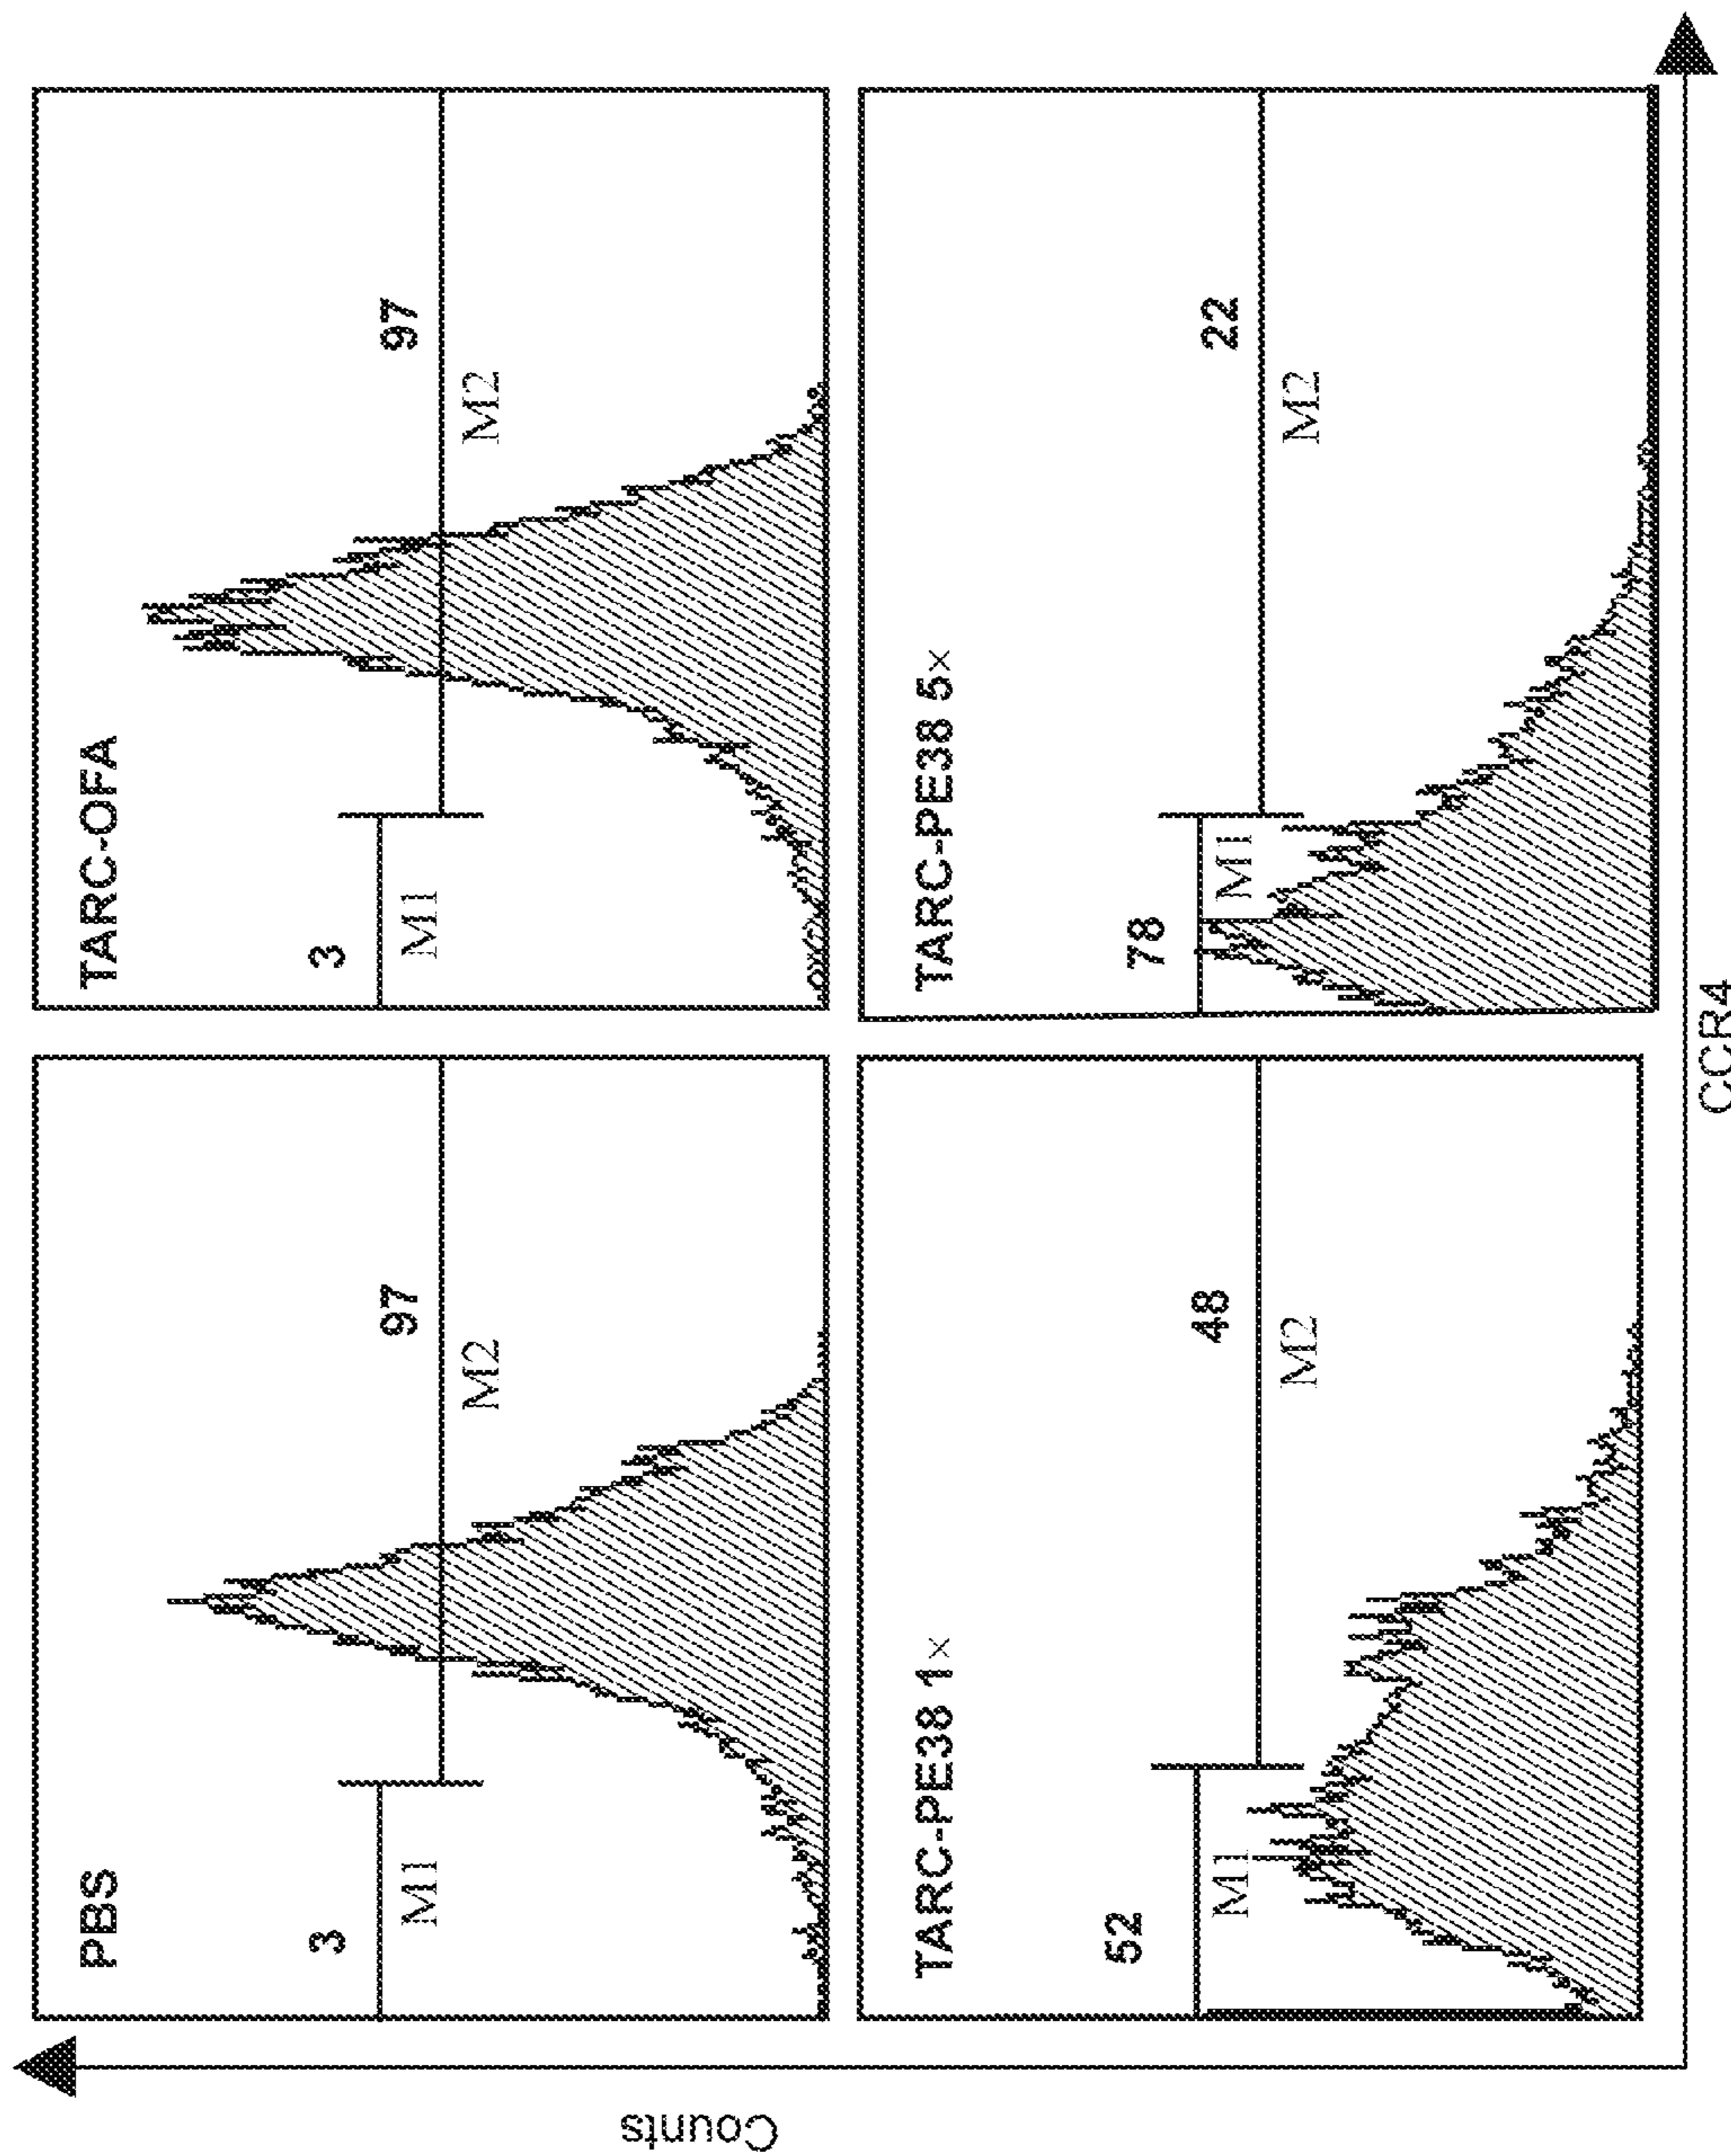 Counts
PBS
3
M1
97
M2
TARC-OFA
3
M1
97
M2
TARC-PE38 1×
52
M1
48
M2
TARC-PE38 5×
78
M1
22
M2
CCR4